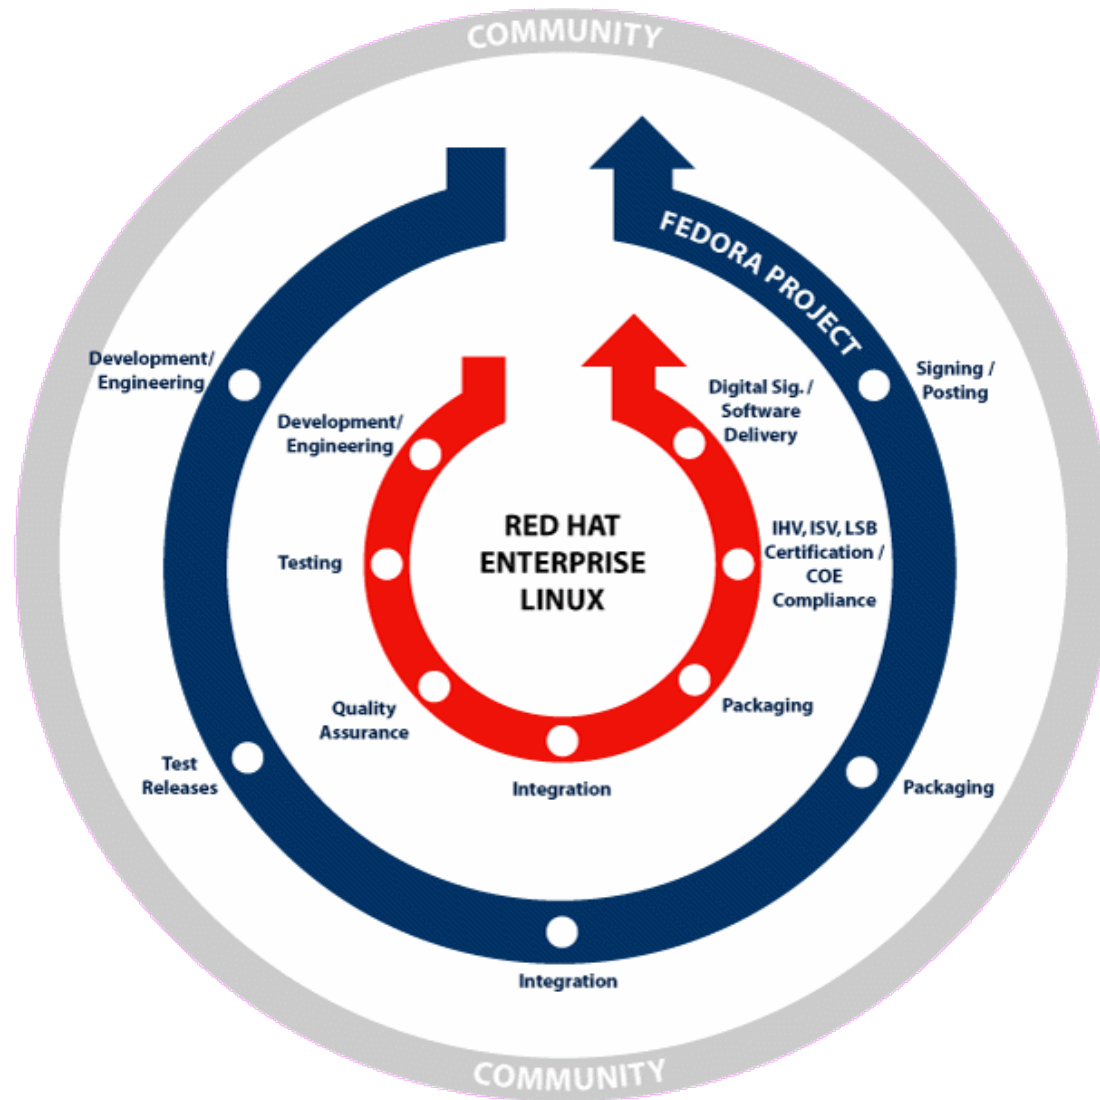 COMMUNITY
FEDORA PROJECT
Development/
Engineering
Signing /
Posting
Development/
Engineering
Digital Sig. /
Software
Delivery
RED HAT
ENTERPRISE
LINUX
Testing
IHV, ISV, LSB
Certification /
COE
Compliance
Quality
Assurance
Packaging
Integration
Test
Releases
Packaging
Integration
COMMUNITY